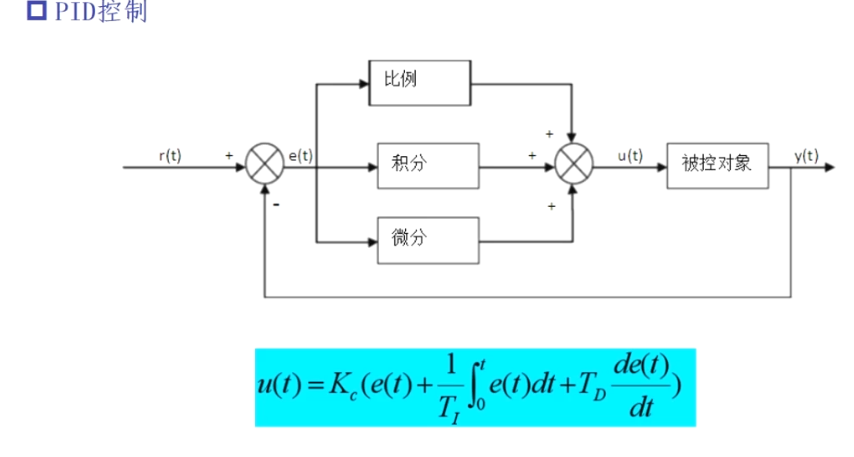 PID控制
比例
r(t)
+
e(t)
积分
+
+
u(t)
被控对象
y(t)
-
+
微分
u(t)=K_c(e(t)+\frac{1}{T_I}\int_0^t e(t)dt+T_D\frac{de(t)}{dt})